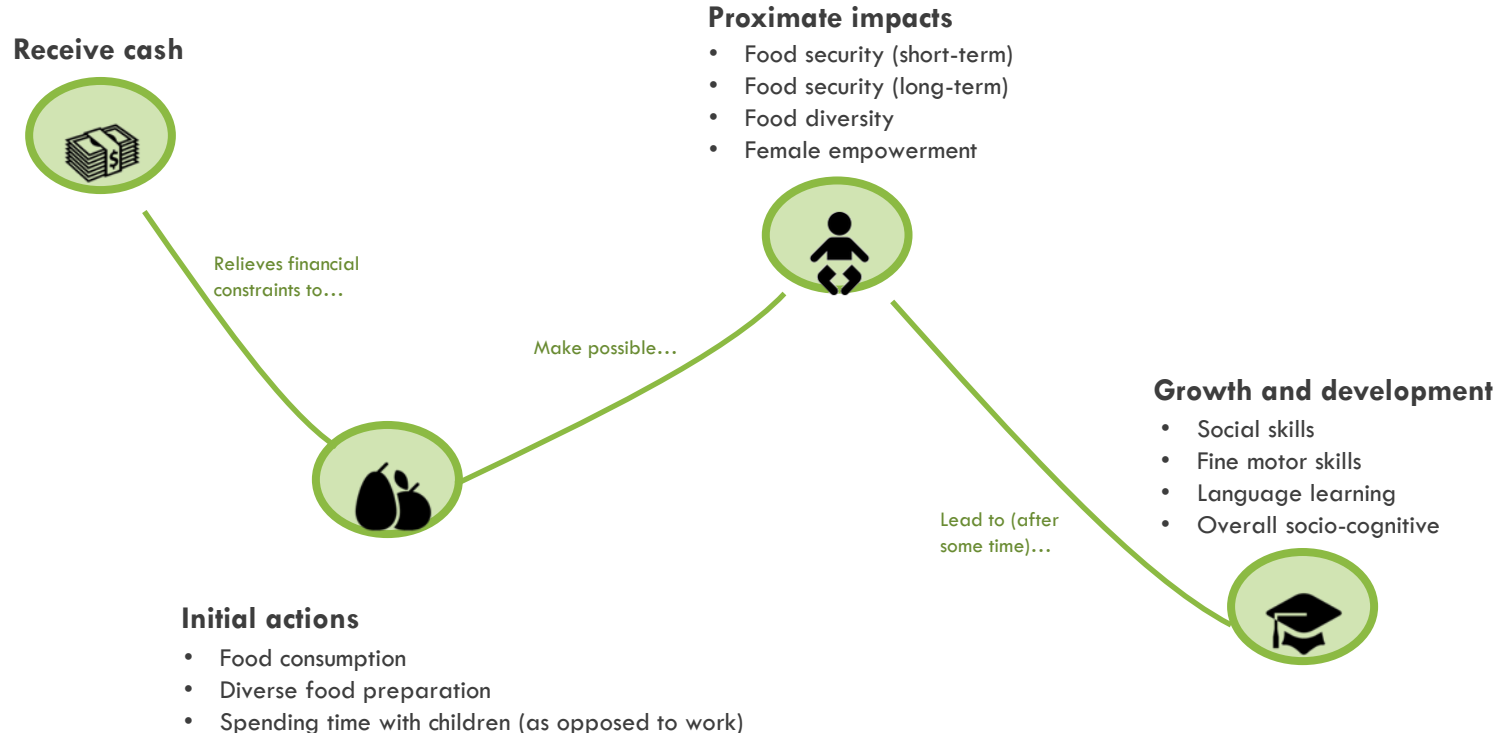 Receive cash
Relieves financial
constraints to…
Initial actions
• Food consumption
• Diverse food preparation
• Spending time with children (as opposed to work)
Make possible…
Proximate impacts
• Food security (short-term)
• Food security (long-term)
• Food diversity
• Female empowerment
Lead to (after
some time)…
Growth and development
• Social skills
• Fine motor skills
• Language learning
• Overall socio-cognitive